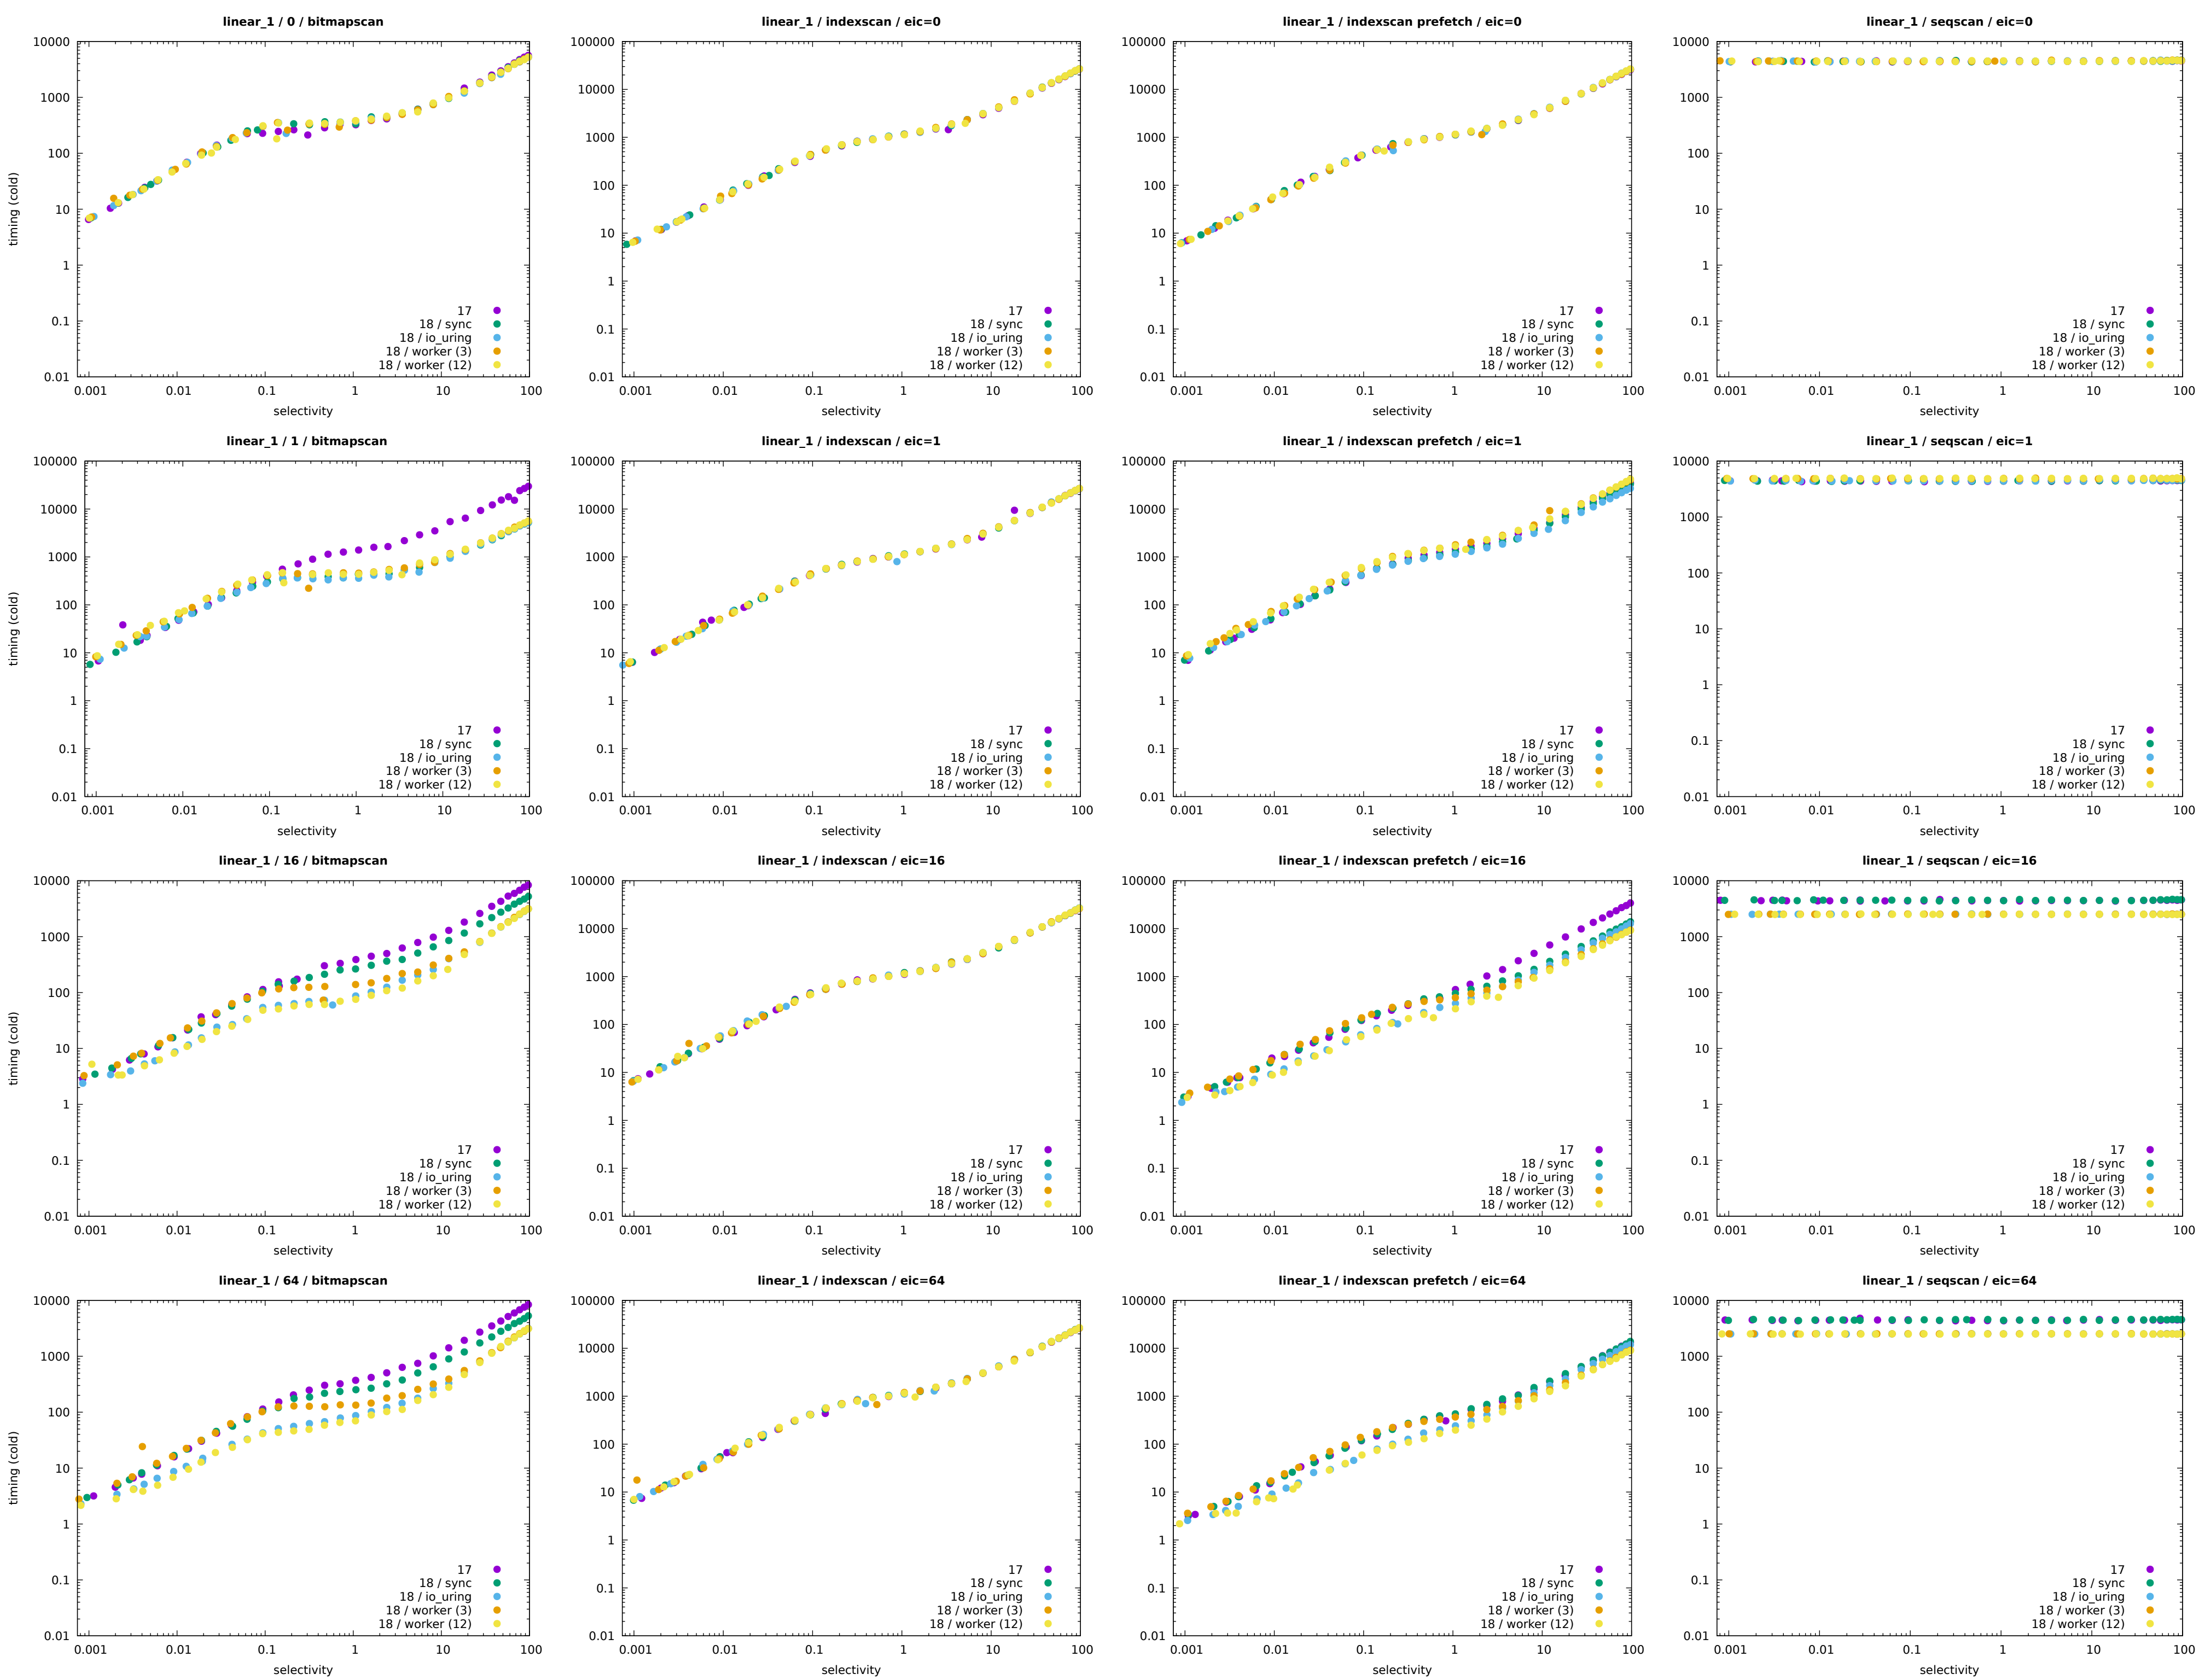 linear_1 / 0 / bitmapscan
timing (cold)
10000
1000
100
10
1
0.1
0.01
17
18 / sync
18 / io_uring
18 / worker (3)
18 / worker (12)
0.001 0.01 0.1 1 10 100
selectivity
linear_1 / indexscan / eic=0
100000
10000
1000
100
10
1
0.1
0.01
17
18 / sync
18 / io_uring
18 / worker (3)
18 / worker (12)
0.001 0.01 0.1 1 10 100
selectivity
linear_1 / indexscan prefetch / eic=0
100000
10000
1000
100
10
1
0.1
0.01
17
18 / sync
18 / io_uring
18 / worker (3)
18 / worker (12)
0.001 0.01 0.1 1 10 100
selectivity
linear_1 / seqscan / eic=0
10000
1000
100
10
1
0.1
0.01
17
18 / sync
18 / io_uring
18 / worker (3)
18 / worker (12)
0.001 0.01 0.1 1 10 100
selectivity
linear_1 / 1 / bitmapscan
timing (cold)
100000
10000
1000
100
10
1
0.1
0.01
17
18 / sync
18 / io_uring
18 / worker (3)
18 / worker (12)
0.001 0.01 0.1 1 10 100
selectivity
linear_1 / indexscan / eic=1
100000
10000
1000
100
10
1
0.1
0.01
17
18 / sync
18 / io_uring
18 / worker (3)
18 / worker (12)
0.001 0.01 0.1 1 10 100
selectivity
linear_1 / indexscan prefetch / eic=1
100000
10000
1000
100
10
1
0.1
0.01
17
18 / sync
18 / io_uring
18 / worker (3)
18 / worker (12)
0.001 0.01 0.1 1 10 100
selectivity
linear_1 / seqscan / eic=1
10000
1000
100
10
1
0.1
0.01
17
18 / sync
18 / io_uring
18 / worker (3)
18 / worker (12)
0.001 0.01 0.1 1 10 100
selectivity
linear_1 / 16 / bitmapscan
timing (cold)
10000
1000
100
10
1
0.1
0.01
17
18 / sync
18 / io_uring
18 / worker (3)
18 / worker (12)
0.001 0.01 0.1 1 10 100
selectivity
linear_1 / indexscan / eic=16
100000
10000
1000
100
10
1
0.1
0.01
17
18 / sync
18 / io_uring
18 / worker (3)
18 / worker (12)
0.001 0.01 0.1 1 10 100
selectivity
linear_1 / indexscan prefetch / eic=16
100000
10000
1000
100
10
1
0.1
0.01
17
18 / sync
18 / io_uring
18 / worker (3)
18 / worker (12)
0.001 0.01 0.1 1 10 100
selectivity
linear_1 / seqscan / eic=16
10000
1000
100
10
1
0.1
0.01
17
18 / sync
18 / io_uring
18 / worker (3)
18 / worker (12)
0.001 0.01 0.1 1 10 100
selectivity
linear_1 / 64 / bitmapscan
timing (cold)
10000
1000
100
10
1
0.1
0.01
17
18 / sync
18 / io_uring
18 / worker (3)
18 / worker (12)
0.001 0.01 0.1 1 10 100
selectivity
linear_1 / indexscan / eic=64
100000
10000
1000
100
10
1
0.1
0.01
17
18 / sync
18 / io_uring
18 / worker (3)
18 / worker (12)
0.001 0.01 0.1 1 10 100
selectivity
linear_1 / indexscan prefetch / eic=64
100000
10000
1000
100
10
1
0.1
0.01
17
18 / sync
18 / io_uring
18 / worker (3)
18 / worker (12)
0.001 0.01 0.1 1 10 100
selectivity
linear_1 / seqscan / eic=64
10000
1000
100
10
1
0.1
0.01
17
18 / sync
18 / io_uring
18 / worker (3)
18 / worker (12)
0.001 0.01 0.1 1 10 100
selectivity